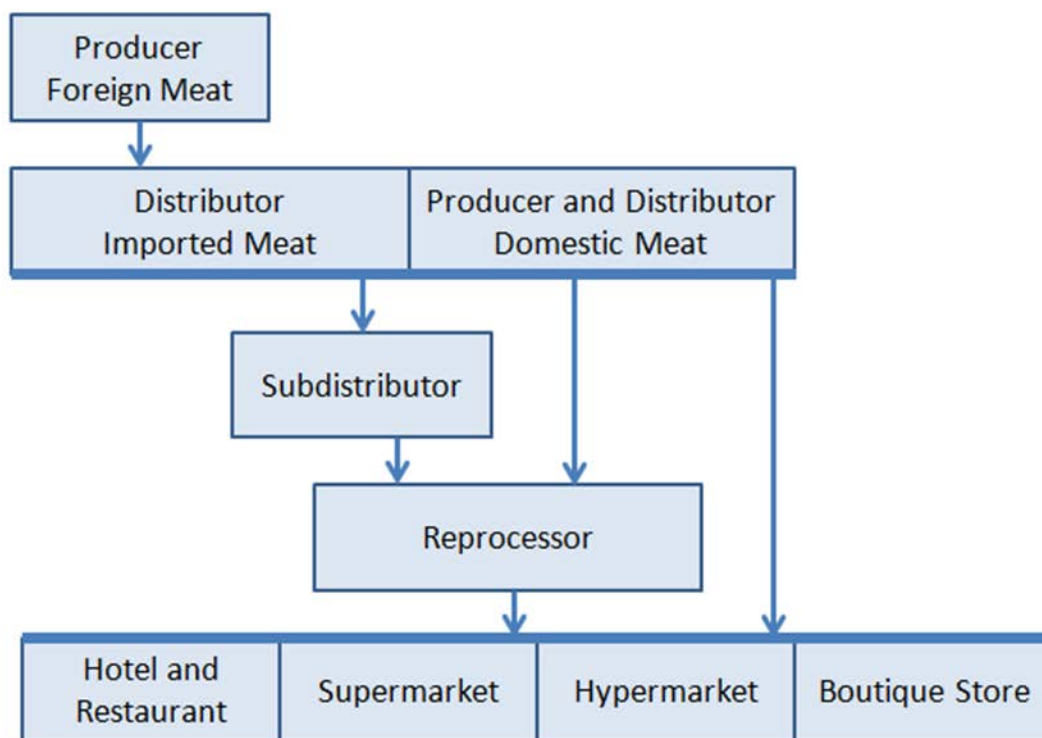 Producer
Foreign Meat
Distributor
Imported Meat
Producer and Distributor
Domestic Meat
Subdistributor
Reprocessor
Hotel and
Restaurant
Supermarket
Hypermarket
Boutique Store